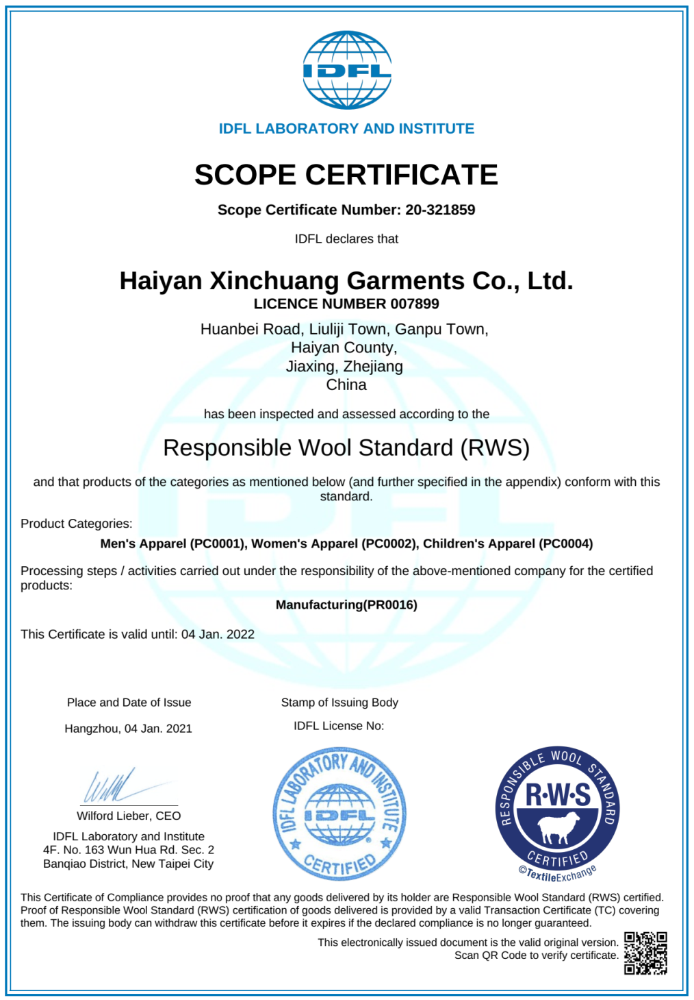 IDFL
IDFL LABORATORY AND INSTITUTE
SCOPE CERTIFICATE
Scope Certificate Number: 20-321859
IDFL declares that
Haiyan Xinchuang Garments Co., Ltd.
LICENCE NUMBER 007899
Huanbei Road, Liuliji Town, Ganpu Town,
Haiyan County,
Jiaxing, Zhejiang
China
has been inspected and assessed according to the
Responsible Wool Standard (RWS)
and that products of the categories as mentioned below (and further specified in the appendix) conform with this
standard.
IDFL
Product Categories:
Men's Apparel (PC0001), Women's Apparel (PC0002), Children's Apparel (PC0004)
Processing steps / activities carried out under the responsibility of the above-mentioned company for the certified
products:
Manufacturing(PR0016)
This Certificate is valid until: 04 Jan. 2022
Place and Date of Issue
Hangzhou, 04 Jan. 2021
Wilford Lieber, CEO
IDFL Laboratory and Institute
4F. No. 163 Wun Hua Rd. Sec. 2
Banqiao District, New Taipei City
Stamp of Issuing Body
IDFL License No:
IDFL LABORATORY AND INSTITUTE
IDFL
®
CERTIFIED
RESPONSIBLE WOOL STANDARD
R·W·S
CERTIFIED
©TextileExchange
This Certificate of Compliance provides no proof that any goods delivered by its holder are Responsible Wool Standard (RWS) certified.
Proof of Responsible Wool Standard (RWS) certification of goods delivered is provided by a valid Transaction Certificate (TC) covering
them. The issuing body can withdraw this certificate before it expires if the declared compliance is no longer guaranteed.
This electronically issued document is the valid original version.
Scan QR Code to verify certificate.